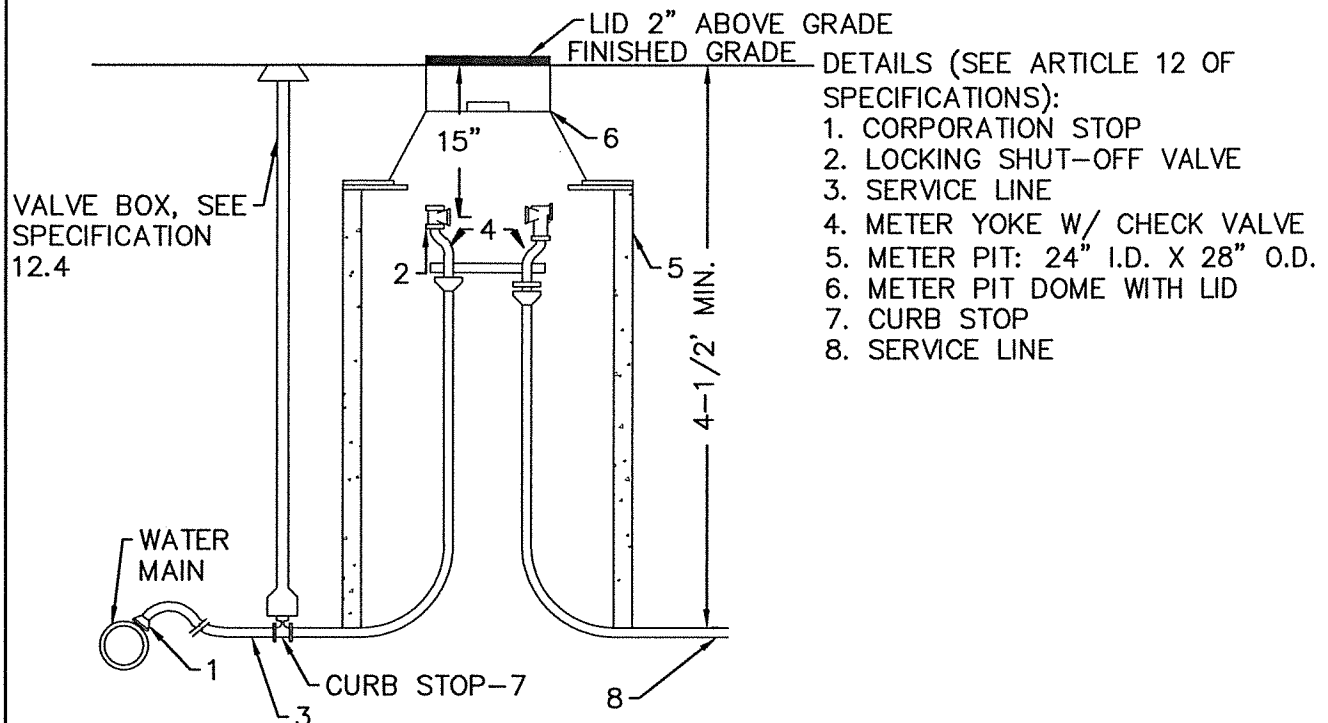 LID 2" ABOVE GRADE
FINISHED GRADE
DETAILS (SEE ARTICLE 12 OF
SPECIFICATIONS):
1. CORPORATION STOP
2. LOCKING SHUT-OFF VALVE
3. SERVICE LINE
4. METER YOKE W/ CHECK VALVE
5. METER PIT: 24" I.D. X 28" O.D.
6. METER PIT DOME WITH LID
7. CURB STOP
8. SERVICE LINE
15"
6
VALVE BOX, SEE
SPECIFICATION
12.4
4
2
5
4-1/2' MIN.
WATER
MAIN
1
CURB STOP-7
3
8